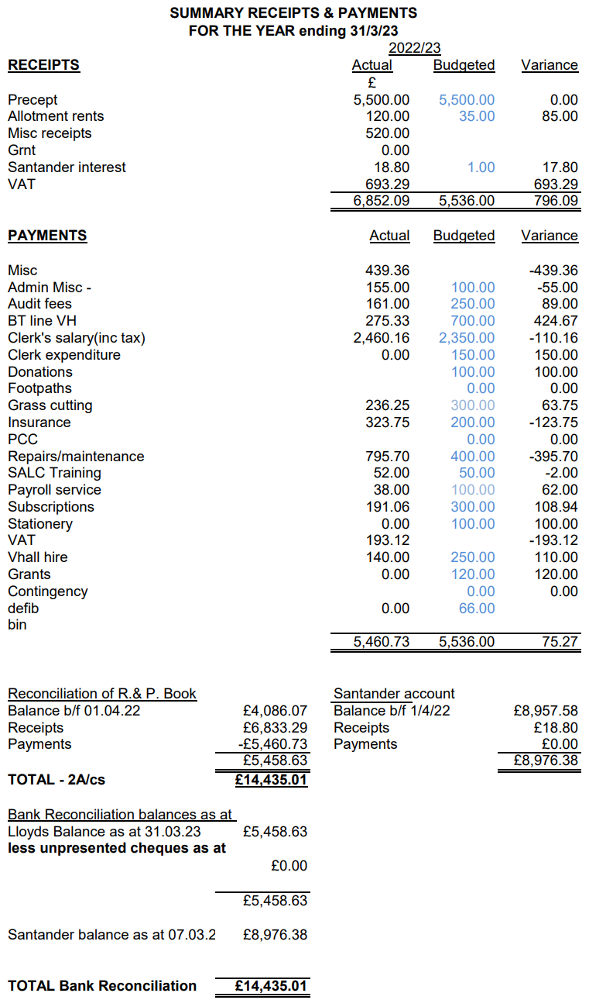 SUMMARY RECEIPTS & PAYMENTS
FOR THE YEAR ending 31/3/23
2022/23
RECEIPTS Actual Budgeted Variance
£
Precept 5,500.00 5,500.00 0.00
Allotment rents 120.00 35.00 85.00
Misc receipts 520.00
Grnt 0.00
Santander interest 18.80 1.00 17.80
VAT 693.29 693.29
6,852.09 5,536.00 796.09
PAYMENTS Actual Budgeted Variance
Misc 439.36 -439.36
Admin Misc - 155.00 100.00 -55.00
Audit fees 161.00 250.00 89.00
BT line VH 275.33 700.00 424.67
Clerk's salary(inc tax) 2,460.16 2,350.00 -110.16
Clerk expenditure 0.00 150.00 150.00
Donations 100.00 100.00
Footpaths 0.00 0.00
Grass cutting 236.25 300.00 63.75
Insurance 323.75 200.00 -123.75
PCC 0.00 0.00
Repairs/maintenance 795.70 400.00 -395.70
SALC Training 52.00 50.00 -2.00
Payroll service 38.00 100.00 62.00
Subscriptions 191.06 300.00 108.94
Stationery 0.00 100.00 100.00
VAT 193.12 -193.12
Vhall hire 140.00 250.00 110.00
Grants 0.00 120.00 120.00
Contingency 0.00 0.00
defib 0.00 66.00
bin
5,460.73 5,536.00 75.27
Reconciliation of R.& P. Book Santander account
Balance b/f 01.04.22 £4,086.07 Balance b/f 1/4/22 £8,957.58
Receipts £6,833.29 Receipts £18.80
Payments -£5,460.73 Payments £0.00
£5,458.63 £8,976.38
TOTAL - 2A/cs £14,435.01
Bank Reconciliation balances as at
Lloyds Balance as at 31.03.23 £5,458.63
less unpresented cheques as at
£0.00
£5,458.63
Santander balance as at 07.03.2 £8,976.38
TOTAL Bank Reconciliation £14,435.01